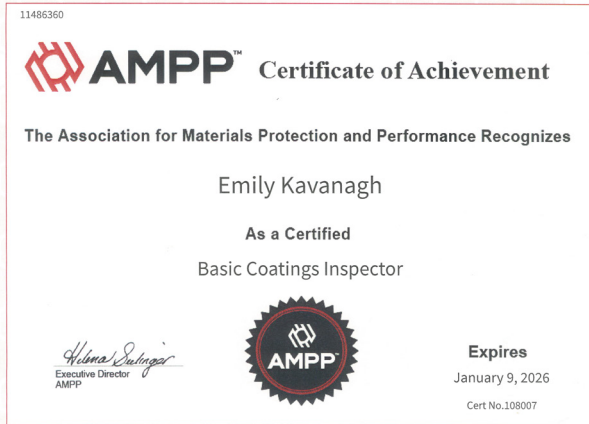 11486360
AMPP™ Certificate of Achievement
The Association for Materials Protection and Performance Recognizes
Emily Kavanagh
As a Certified
Basic Coatings Inspector
AMPP
Executive Director
AMPP
Expires
January 9, 2026
Cert No.108007